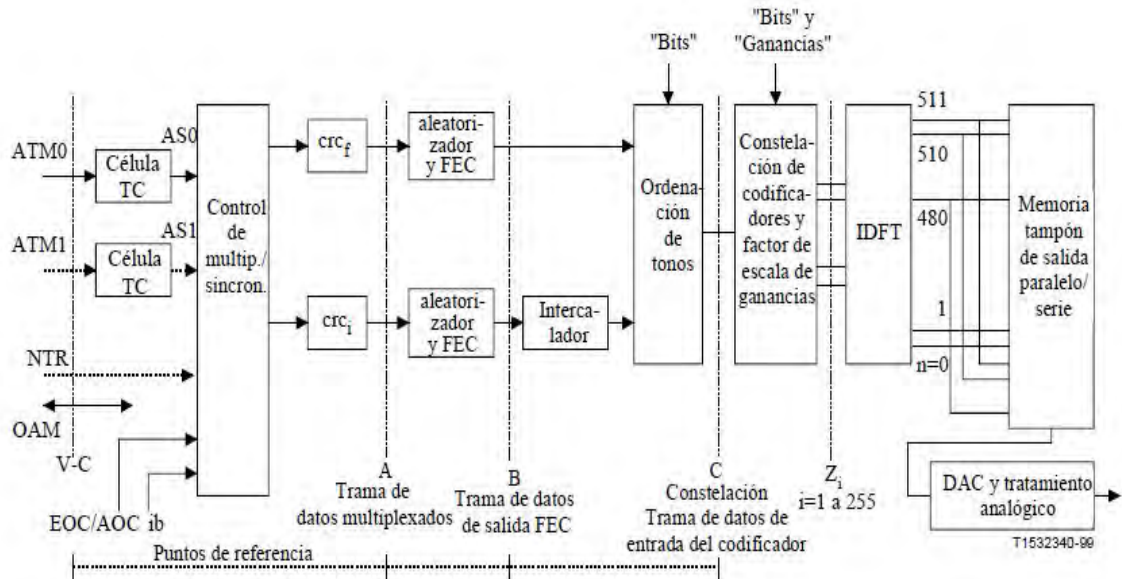 "Bits"
"Bits" y
"Ganancias"
ATM0
Célula
TC
AS0
ATM1
Célula
TC
AS1
NTR
OAM
V-C
EOC/AOC ib
Control
de
multip./
sincron.
crcf
crci
aleatori-
zador
y FEC
aleatori-
zador
y FEC
Interca-
lador
Ordena-
ción
de
tonos
Constela-
ción de
codifica-
dores y
factor de
escala de
ganancias
IDFT
511
510
480
1
n=0
Memoria
tampón
de salida
paralelo/
serie
A
Trama de
datos multiplexados
B
Trama de datos
de salida FEC
C
Constelación
Trama de datos de
entrada del codificador
Zi
i=1 a 255
DAC y tratamiento
analógico
T1532340-99
Puntos de referencia